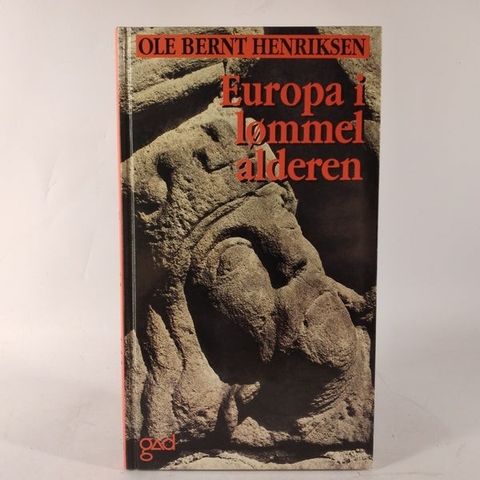 OLE BERNT HENRIKSEN
Europa i
lømmel
alderen
gad